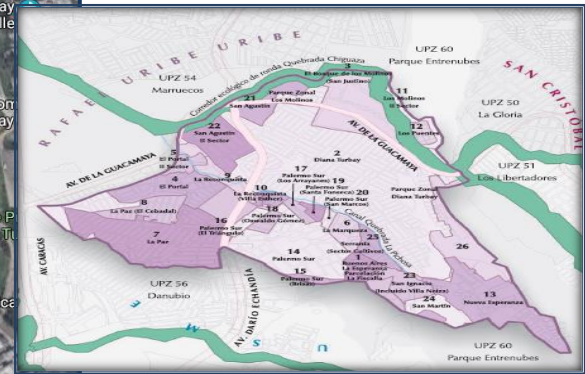 UPZ 60
Parque Entrenubes
RAFAEL URIBE URIBE
UPZ 54
Marruecos
Corredor ecológico de ronda Quebrada Chiguaza
3
El Bosque de los Molinos
(San Justino)
SAN CRISTÓBAL
Parque Zonal
Los Molinos
11
Los Molinos
II Sector
21
San Agustín
UPZ 50
La Gloria
22
San Agustín
II Sector
12
Los Puentes
AV. DE LA GUACAMAYA
2
Diana Turbay
5
El Portal
II Sector
UPZ 51
Los Libertadores
AV. DE LA GUACAMAYA
4
El Portal
9
La Resurquinta
17
Palermo Sur
(Los Arrayanes)
19
Palermo Sur
(Santa Fonseca)
20
Palermo Sur
(San Marcos)
10
La Resurquinta
(Villa Esther)
Parque Zonal
Diana Turbay
8
La Paz (El Cebadal)
18
Palermo Sur
(Oswaldo Gómez)
Canal Quebrada La Pichosa
16
Palermo Sur
(El Triángulo)
6
La Marqueza
7
La Paz
25
Serranía
(Sector Cultivos)
26
AV. CARACAS
14
Palermo Sur
1
Buenos Aires
La Esperanza
Parcelación
La Fiscalía
15
Palermo Sur
(Brisas)
23
San Ignacio
(Incluido Villa Neiza)
13
Nueva Esperanza
UPZ 56
Danubio
24
San Martín
AV. DARÍO ECHANDÍA
USME
UPZ 60
Parque Entrenubes